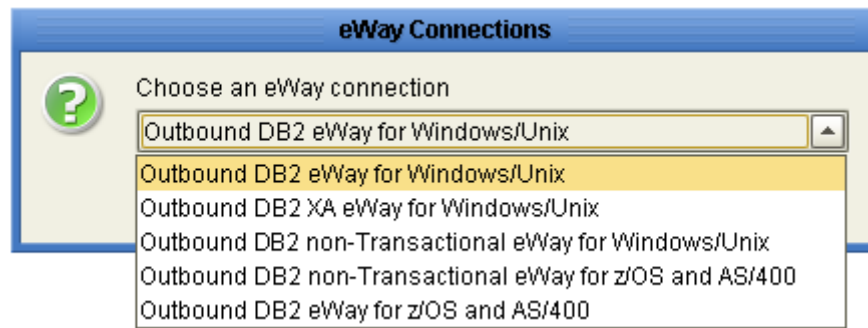 eWay Connections
Choose an eWay connection
Outbound DB2 eWay for Windows/Unix
Outbound DB2 eWay for Windows/Unix
Outbound DB2 XA eWay for Windows/Unix
Outbound DB2 non-Transactional eWay for Windows/Unix
Outbound DB2 non-Transactional eWay for z/OS and AS/400
Outbound DB2 eWay for z/OS and AS/400